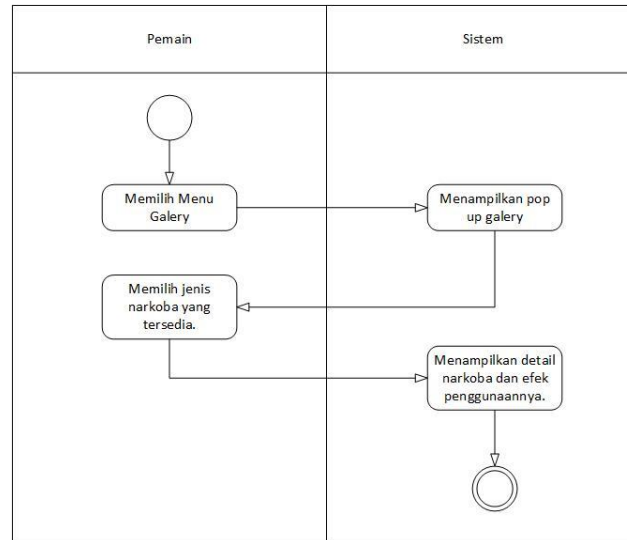 Pemain
Sistem
Memilih Menu
Galery
Menampilkan pop
up galery
Memilih jenis
narkoba yang
tersedia.
Menampilkan detail
narkoba dan efek
penggunaannya.